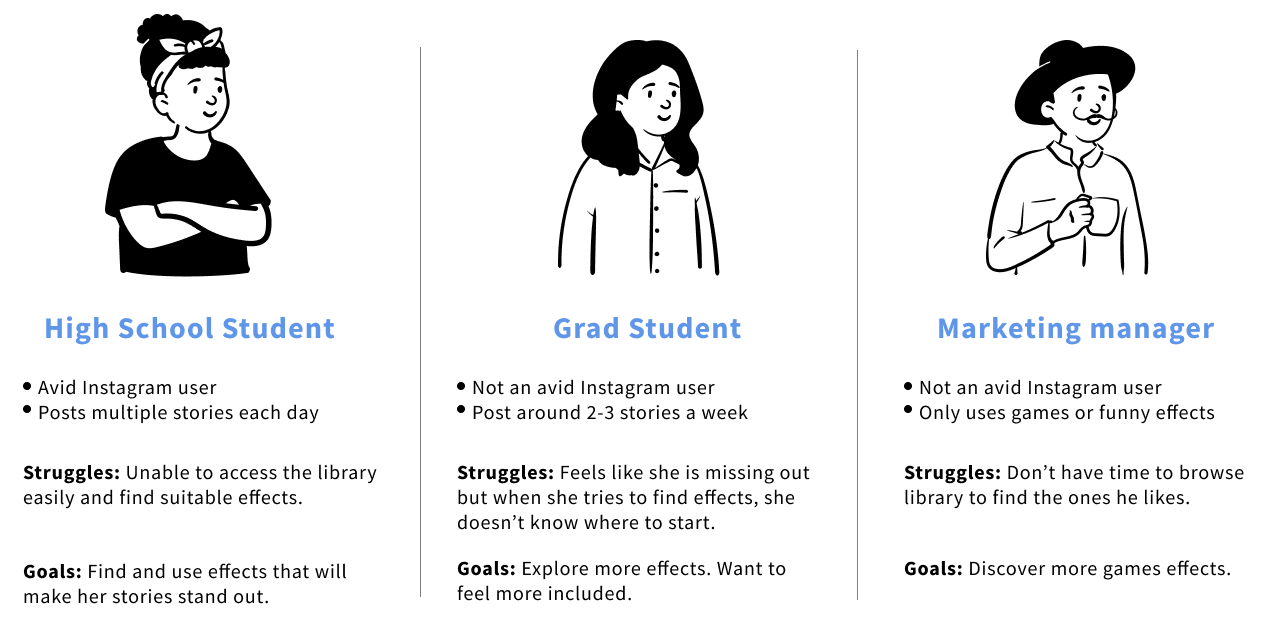 High School Student
• Avid Instagram user
• Posts multiple stories each day
Struggles: Unable to access the library
easily and find suitable effects.
Goals: Find and use effects that will
make her stories stand out.
Grad Student
• Not an avid Instagram user
• Post around 2-3 stories a week
Struggles: Feels like she is missing out
but when she tries to find effects, she
doesn’t know where to start.
Goals: Explore more effects. Want to
feel more included.
Marketing manager
• Not an avid Instagram user
• Only uses games or funny effects
Struggles: Don’t have time to browse
library to find the ones he likes.
Goals: Discover more games effects.